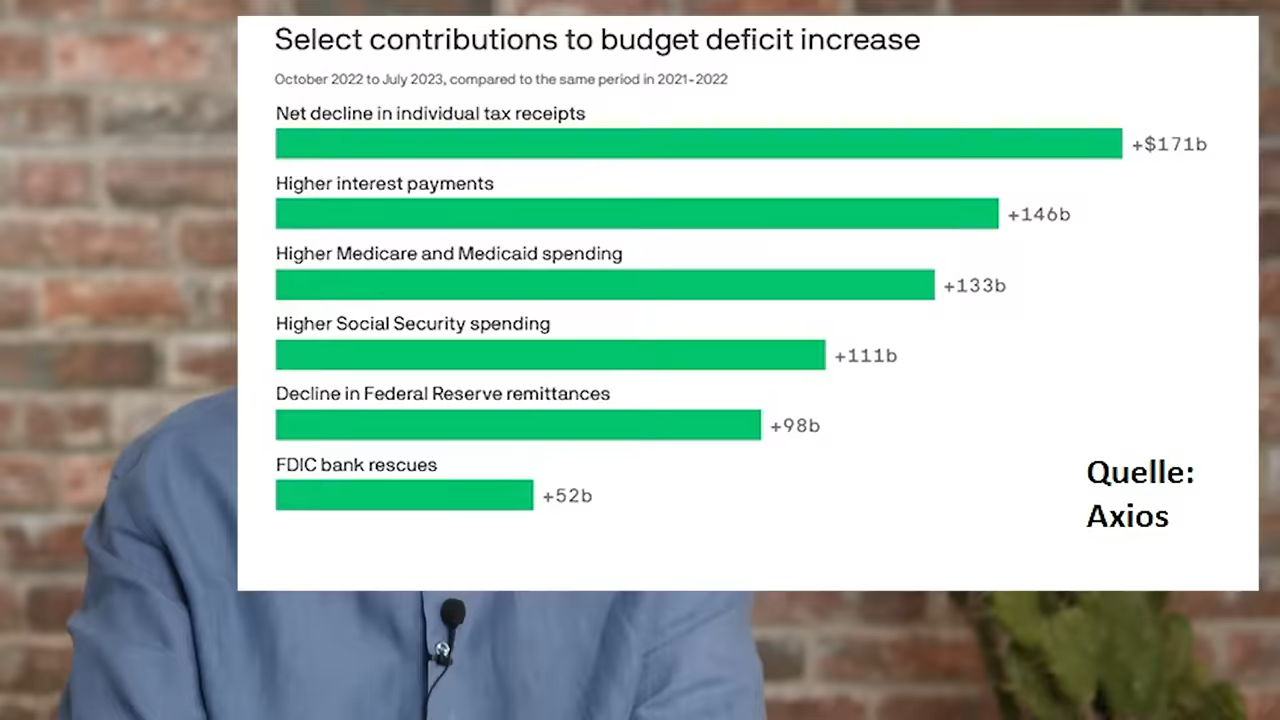 Select contributions to budget deficit increase
October 2022 to July 2023, compared to the same period in 2021-2022
Net decline in individual tax receipts
+$171b
Higher interest payments
+146b
Higher Medicare and Medicaid spending
+133b
Higher Social Security spending
+111b
Decline in Federal Reserve remittances
+98b
FDIC bank rescues
+52b
Quelle:
Axios